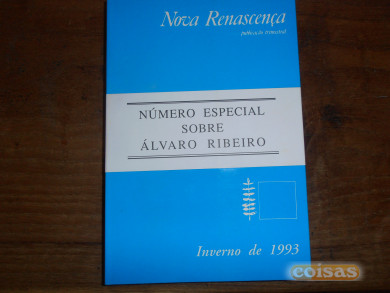 Nova Renascença
publicação trimestral
NÚMERO ESPECIAL
SOBRE
ÁLVARO RIBEIRO
Inverno de 1993
coisas